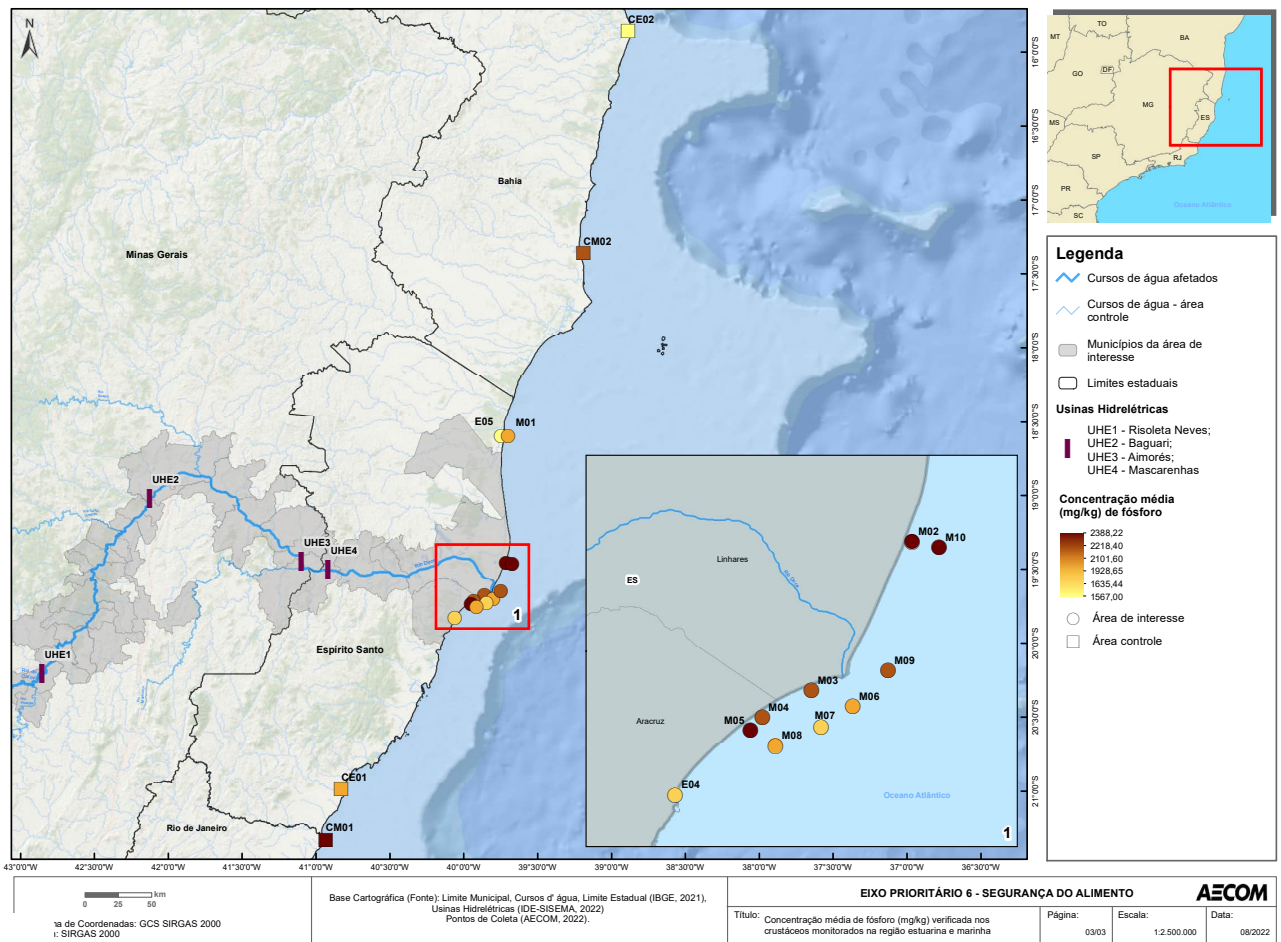 N
CE02
Bahia
CM02
Minas Gerais
E05
M01
UHE2
UHE3
UHE4
Rio Doce
1
Espírito Santo
UHE1
CE01
Rio de Janeiro
CM01
M02
M10
Linhares
ES
Rio Doce
M09
M03
M06
M04
M05
M07
M08
Aracruz
E04
Oceano Atlântico
1
16°0'0"S
16°30'0"S
17°0'0"S
17°30'0"S
18°0'0"S
18°30'0"S
19°0'0"S
19°30'0"S
20°0'0"S
20°30'0"S
21°0'0"S
43°0'0"W
42°30'0"W
42°0'0"W
41°30'0"W
41°0'0"W
40°30'0"W
40°0'0"W
39°30'0"W
39°0'0"W
38°30'0"W
38°0'0"W
37°30'0"W
37°0'0"W
36°30'0"W
TO
MT
BA
GO
DF
MG
MS
ES
SP
RJ
PR
SC
Oceano Atlântico
Legenda
Cursos de água afetados
Cursos de água - área
controle
Municípios da área de
interesse
Limites estaduais
Usinas Hidrelétricas
UHE1 - Risoleta Neves;
UHE2 - Baguari;
UHE3 - Aimorés;
UHE4 - Mascarenhas
Concentração média
(mg/kg) de fósforo
2388,22
2218,40
2101,60
1928,65
1635,44
1567,00
Área de interesse
Área controle
km
0 25 50
na de Coordenadas: GCS SIRGAS 2000
: SIRGAS 2000
Base Cartográfica (Fonte): Limite Municipal, Cursos d' água, Limite Estadual (IBGE, 2021),
Usinas Hidrelétricas (IDE-SISEMA, 2022)
Pontos de Coleta (AECOM, 2022).
EIXO PRIORITÁRIO 6 - SEGURANÇA DO ALIMENTO
AECOM
Título:
Concentração média de fósforo (mg/kg) verificada nos
crustáceos monitorados na região estuarina e marinha
Página:
03/03
Escala:
1:2.500.000
Data:
08/2022